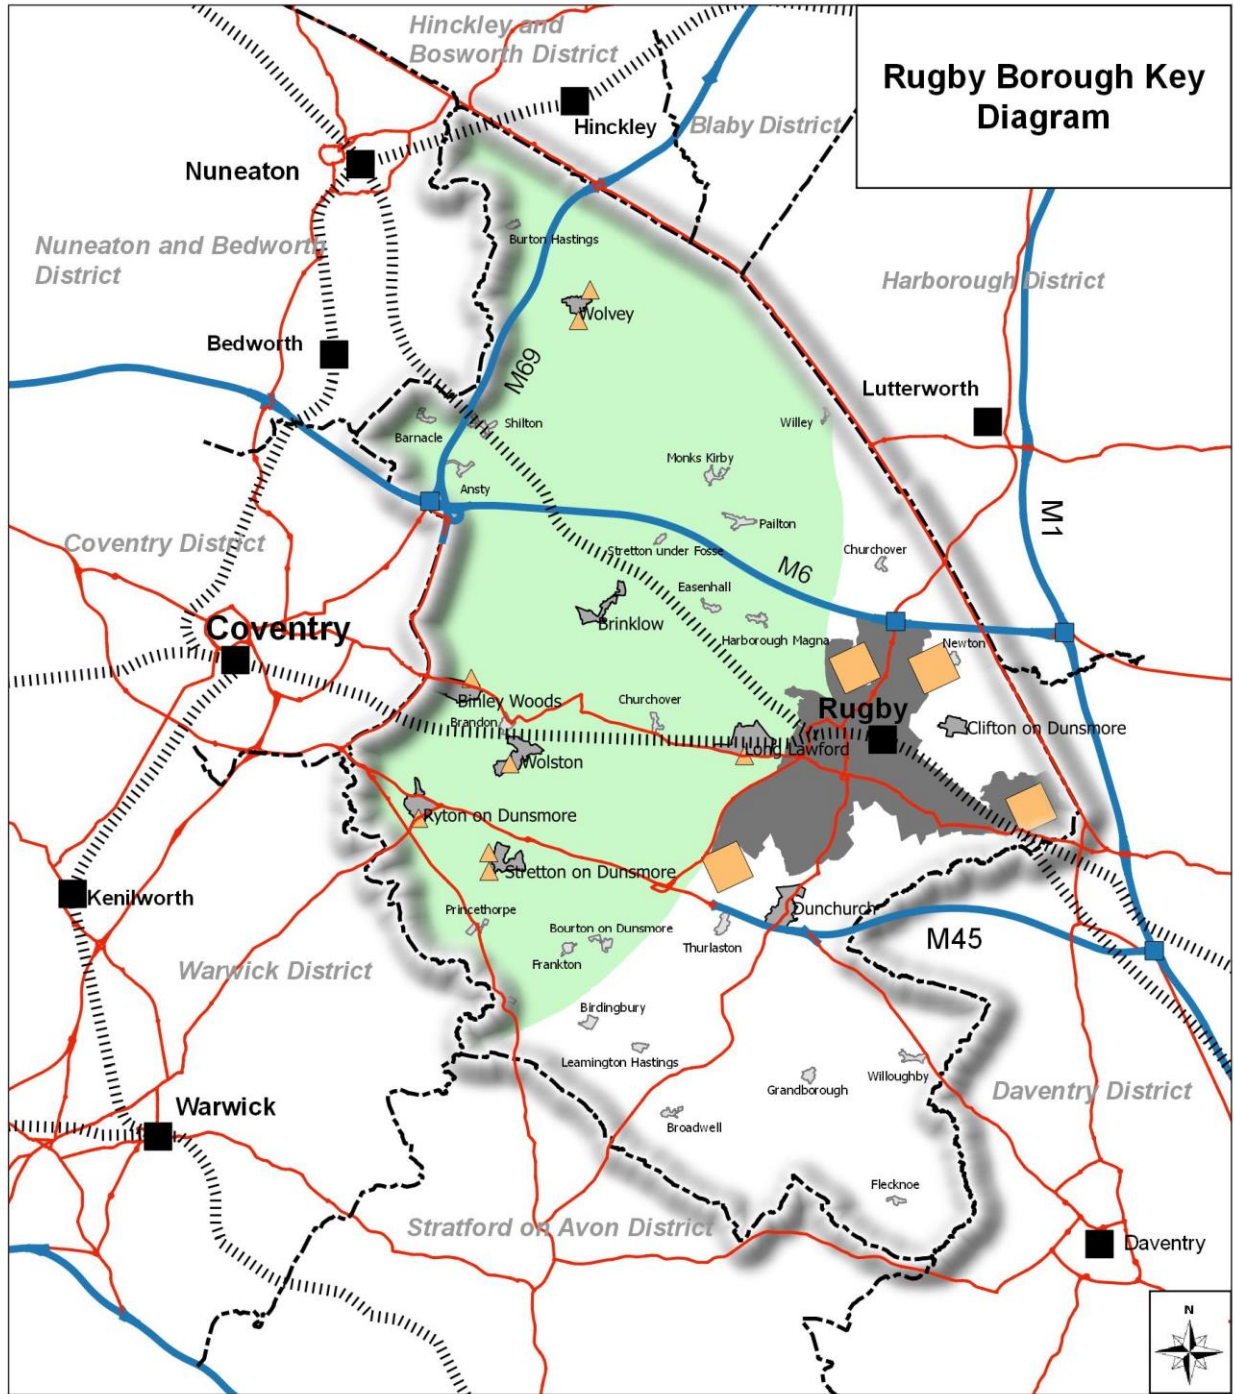 Hinckley and
Bosworth District
Rugby Borough Key
Diagram
Hinckley
Blaby District
Nuneaton
Burton Hastings
Nuneaton and Bedworth
District
Harborough District
Wolvey
Bedworth
M69
Lutterworth
Shilton
Willey
Barnacle
Monks Kirby
Ansty
Pailton
M1
Coventry District
Stretton under Fosse
Churchover
M6
Easenhall
Brinklow
Coventry
Harborough Magna
Newton
Binley Woods
Churchover
Rugby
Brandon
Clifton on Dunsmore
Long Lawford
Wolston
Ryton on Dunsmore
Stretton on Dunsmore
Kenilworth
Princethorpe
Dunchurch
Bourton on Dunsmore
Thurlaston
M45
Frankton
Warwick District
Birdingbury
Leamington Hastings
Willoughby
Grandborough
Daventry District
Warwick
Broadwell
Flecknoe
Stratford on Avon District
Daventry
N